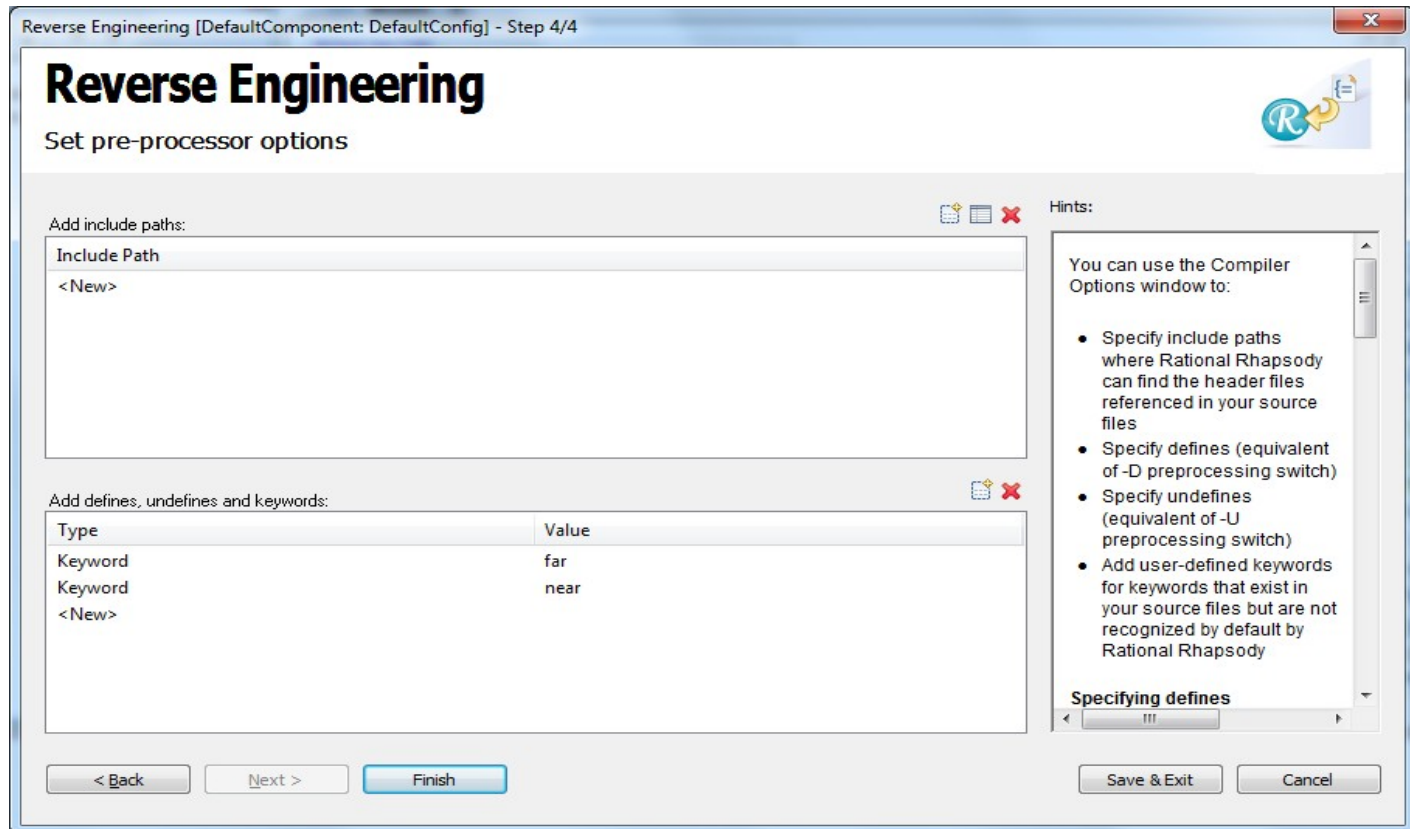 Reverse Engineering [DefaultComponent: DefaultConfig] - Step 4/4
Reverse Engineering
Set pre-processor options
Add include paths:
Include Path
<New>
Add defines, undefines and keywords:
Type Value
Keyword far
Keyword near
<New>
Hints:
You can use the Compiler
Options window to:
• Specify include paths
where Rational Rhapsody
can find the header files
referenced in your source
files
• Specify defines (equivalent
of -D preprocessing switch)
• Specify undefines
(equivalent of -U
preprocessing switch)
• Add user-defined keywords
for keywords that exist in
your source files but are not
recognized by default by
Rational Rhapsody
Specifying defines
< Back Next > Finish Save & Exit Cancel